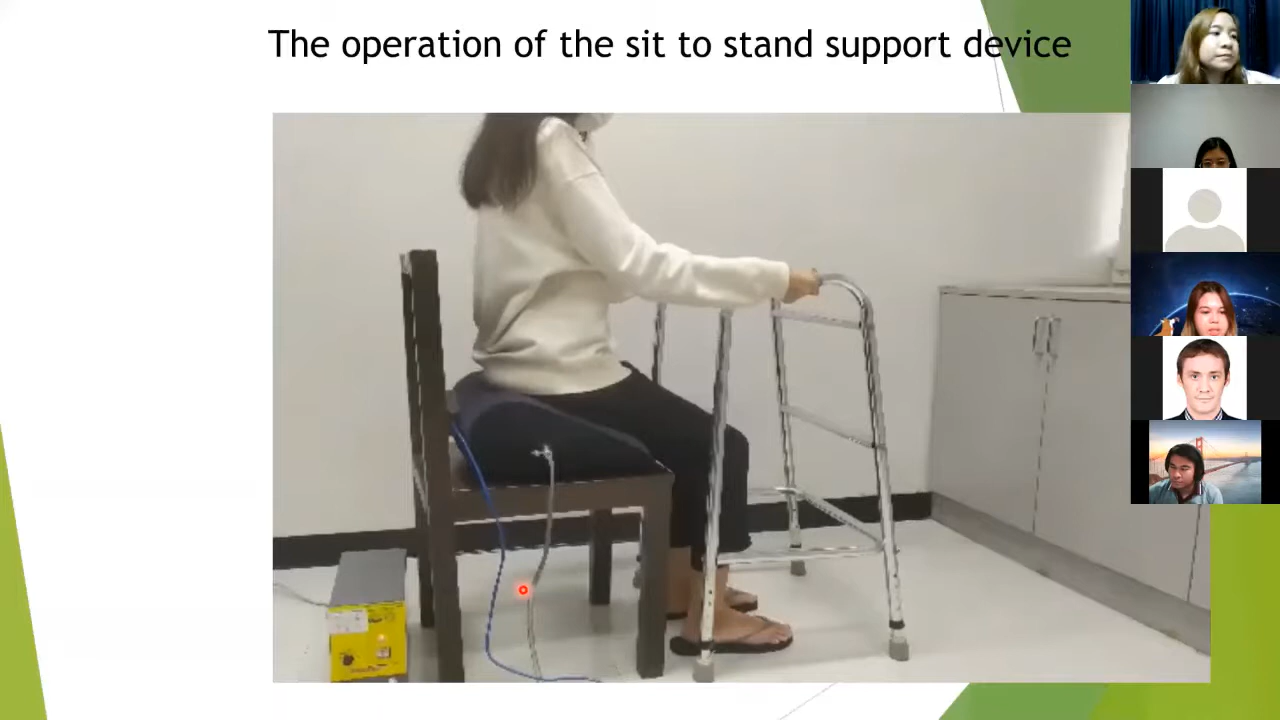 The operation of the sit to stand support device